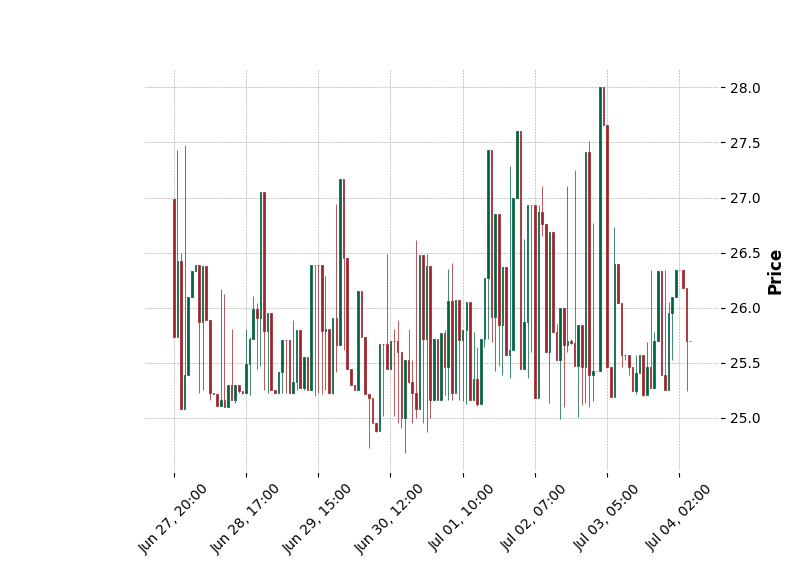 28.0
27.5
27.0
26.5
26.0
25.5
25.0
Price
Jun 27, 20:00
Jun 28, 17:00
Jun 29, 15:00
Jun 30, 12:00
Jul 01, 10:00
Jul 02, 07:00
Jul 03, 05:00
Jul 04, 02:00